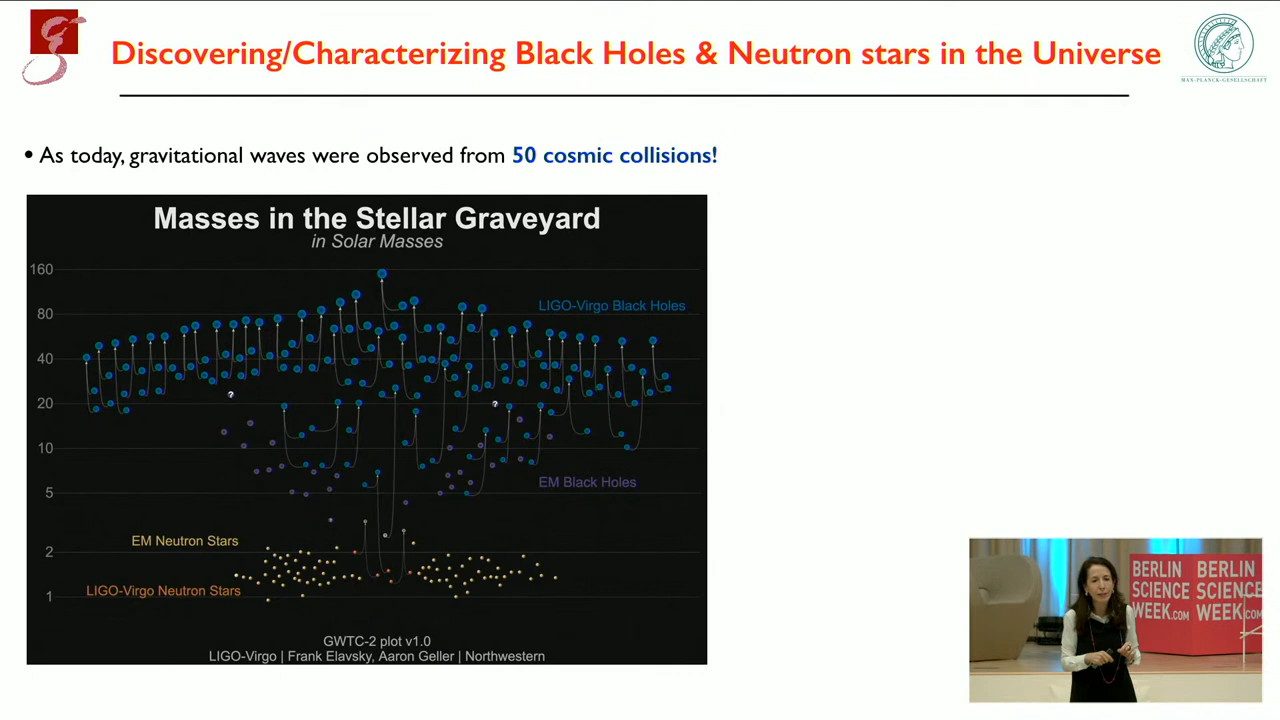 Discovering/Characterizing Black Holes & Neutron stars in the Universe
MAX-PLANCK-GESELLSCHAFT
• As today, gravitational waves were observed from 50 cosmic collisions!
Masses in the Stellar Graveyard
in Solar Masses
160
80
LIGO-Virgo Black Holes
40
20
10
EM Black Holes
5
EM Neutron Stars
2
LIGO-Virgo Neutron Stars
1
GWTC-2 plot v1.0
LIGO-Virgo | Frank Elavsky, Aaron Geller | Northwestern
BERLIN
SCIENCE
WEEK.COM
BERLIN
SCIENCE
WEEK.COM